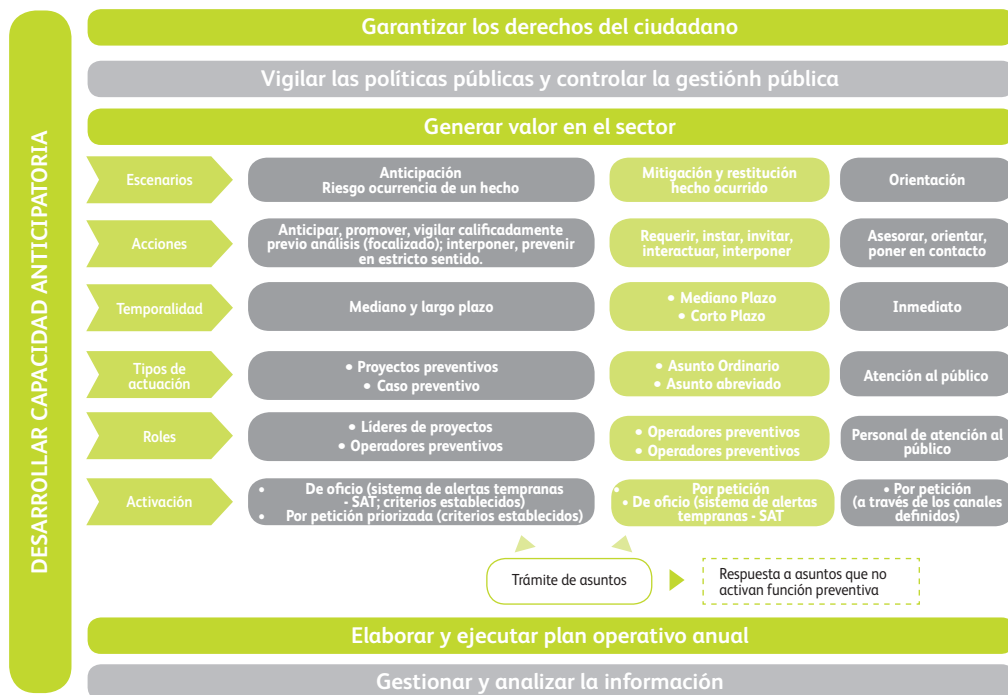 DESARROLLAR CAPACIDAD ANTICIPATORIA
Garantizar los derechos del ciudadano
Vigilar las políticas públicas y controlar la gestiónh pública
Generar valor en el sector
Escenarios
Anticipación
Riesgo ocurrencia de un hecho
Mitigación y restitución
hecho ocurrido
Orientación
Acciones
Anticipar, promover, vigilar calificadamente
previo análisis (focalizado); interponer, prevenir
en estricto sentido.
Requerir, instar, invitar,
interactuar, interponer
Asesorar, orientar,
poner en contacto
Temporalidad
Mediano y largo plazo
• Mediano Plazo
• Corto Plazo
Inmediato
Tipos de
actuación
• Proyectos preventivos
• Caso preventivo
• Asunto Ordinario
• Asunto abreviado
Atención al público
Roles
• Líderes de proyectos
• Operadores preventivos
• Operadores preventivos
• Operadores preventivos
Personal de atención al
público
Activación
• De oficio (sistema de alertas tempranas
- SAT; criterios establecidos)
• Por petición priorizada (criterios establecidos)
• Por petición
• De oficio (sistema de alertas
tempranas - SAT
• Por petición
(a través de los canales
definidos)
Trámite de asuntos
Respuesta a asuntos que no
activan función preventiva
Elaborar y ejecutar plan operativo anual
Gestionar y analizar la información